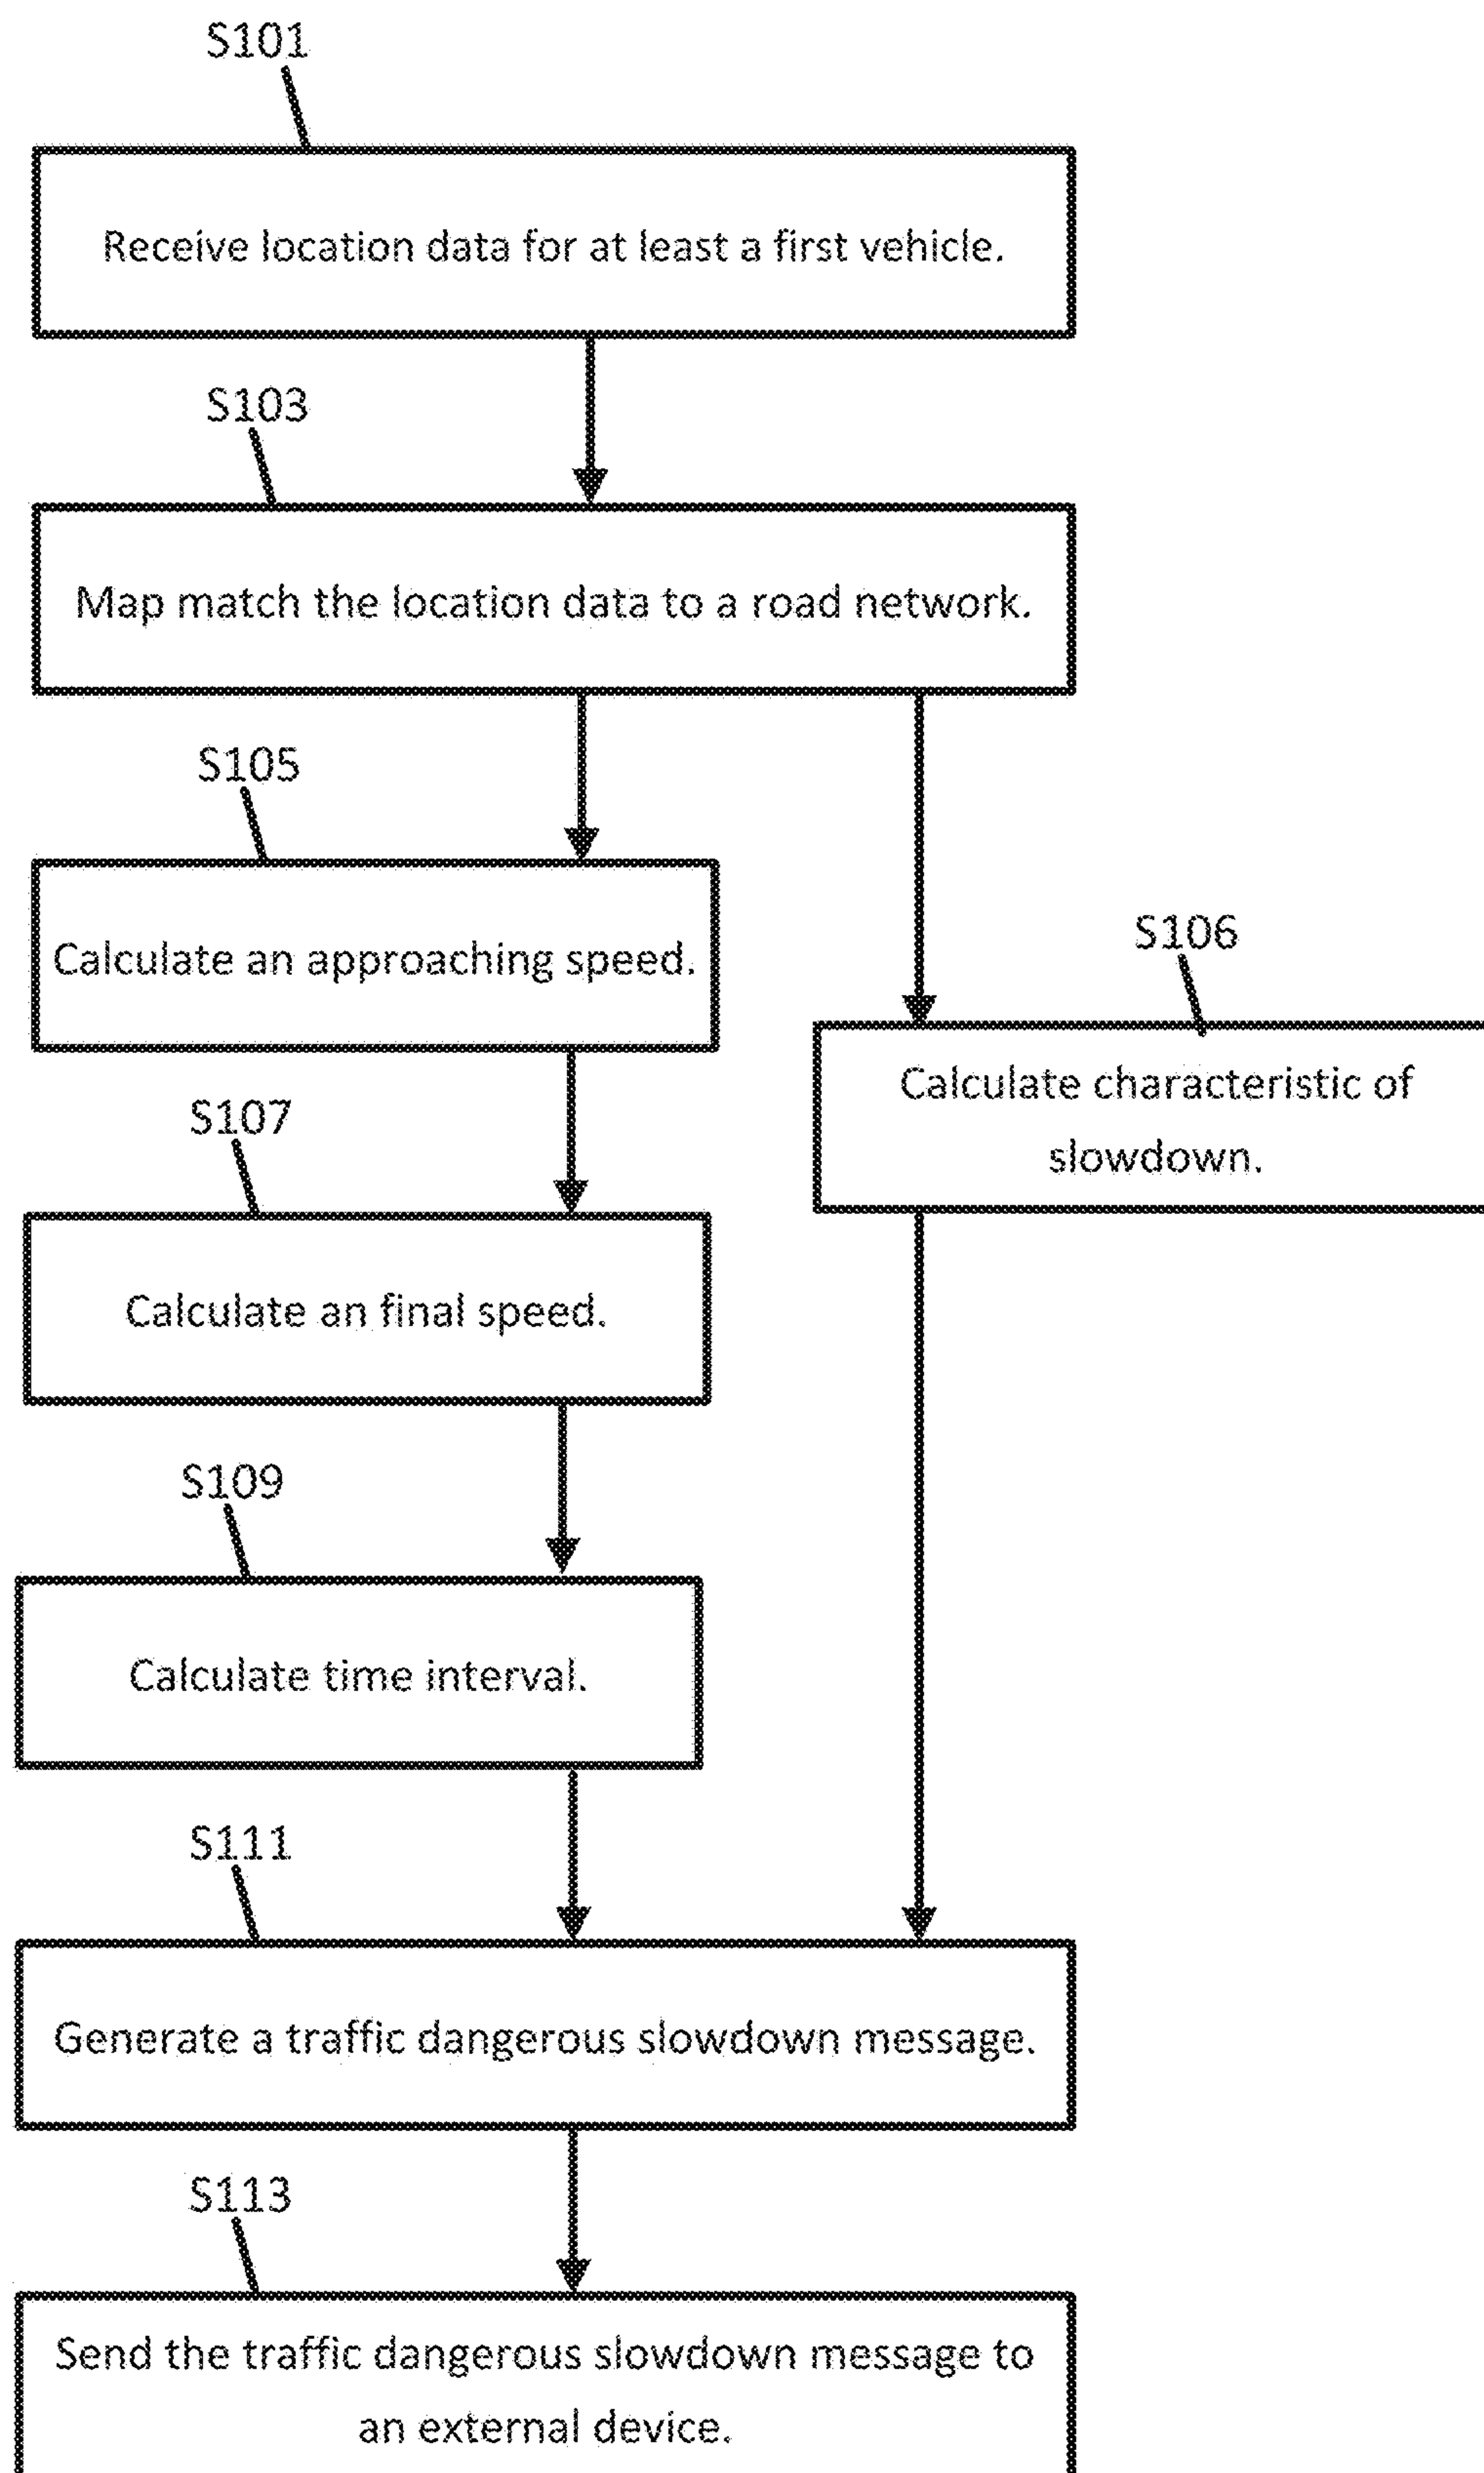 S101
Receive location data for at least a first vehicle.
S103
Map match the location data to a road network.
S105
Calculate an approaching speed.
S106
Calculate characteristic of
slowdown.
S107
Calculate an final speed.
S109
Calculate time interval.
S111
Generate a traffic dangerous slowdown message.
S113
Send the traffic dangerous slowdown message to
an external device.